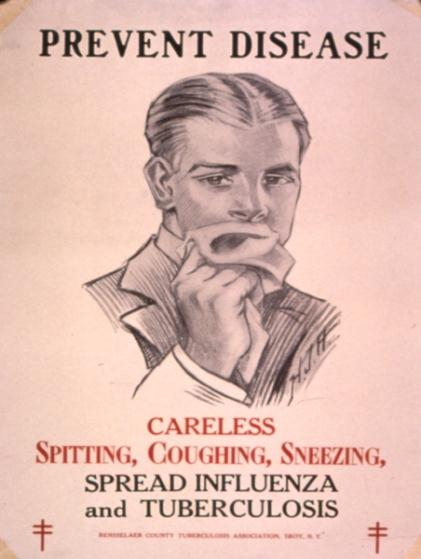 PREVENT DISEASE
H.J.H
CARELESS
SPITTING, COUGHING, SNEEZING,
SPREAD INFLUENZA
and TUBERCULOSIS
RENSSELAER COUNTY TUBERCULOSIS ASSOCIATION, TROY, N. Y.